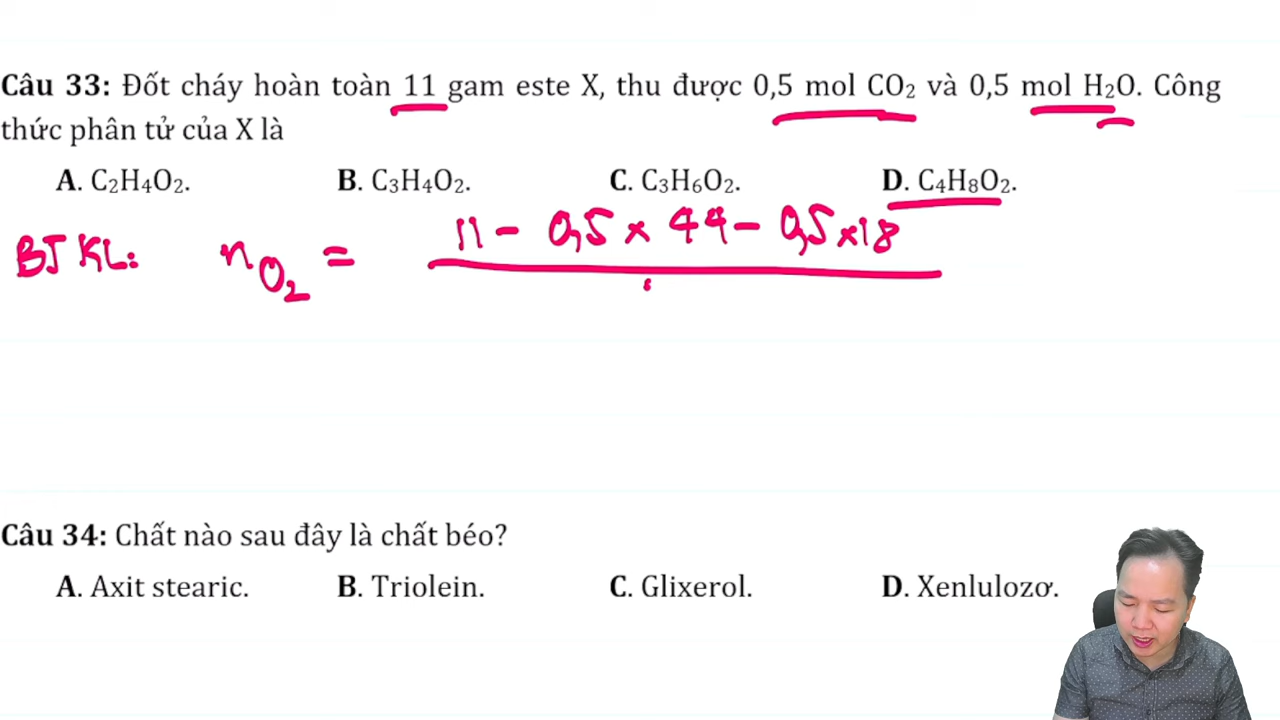 Câu 33: Đốt cháy hoàn toàn 11 gam este X, thu được 0,5 mol CO₂ và 0,5 mol H₂O. Công
thức phân tử của X là
A. C₂H₄O₂. B. C₃H₄O₂. C. C₃H₆O₂. D. C₄H₈O₂.
11 - 0,5 × 44 - 0,5×18
BTKL: n O₂ =
Câu 34: Chất nào sau đây là chất béo?
A. Axit stearic. B. Triolein. C. Glixerol. D. Xenlulozơ.